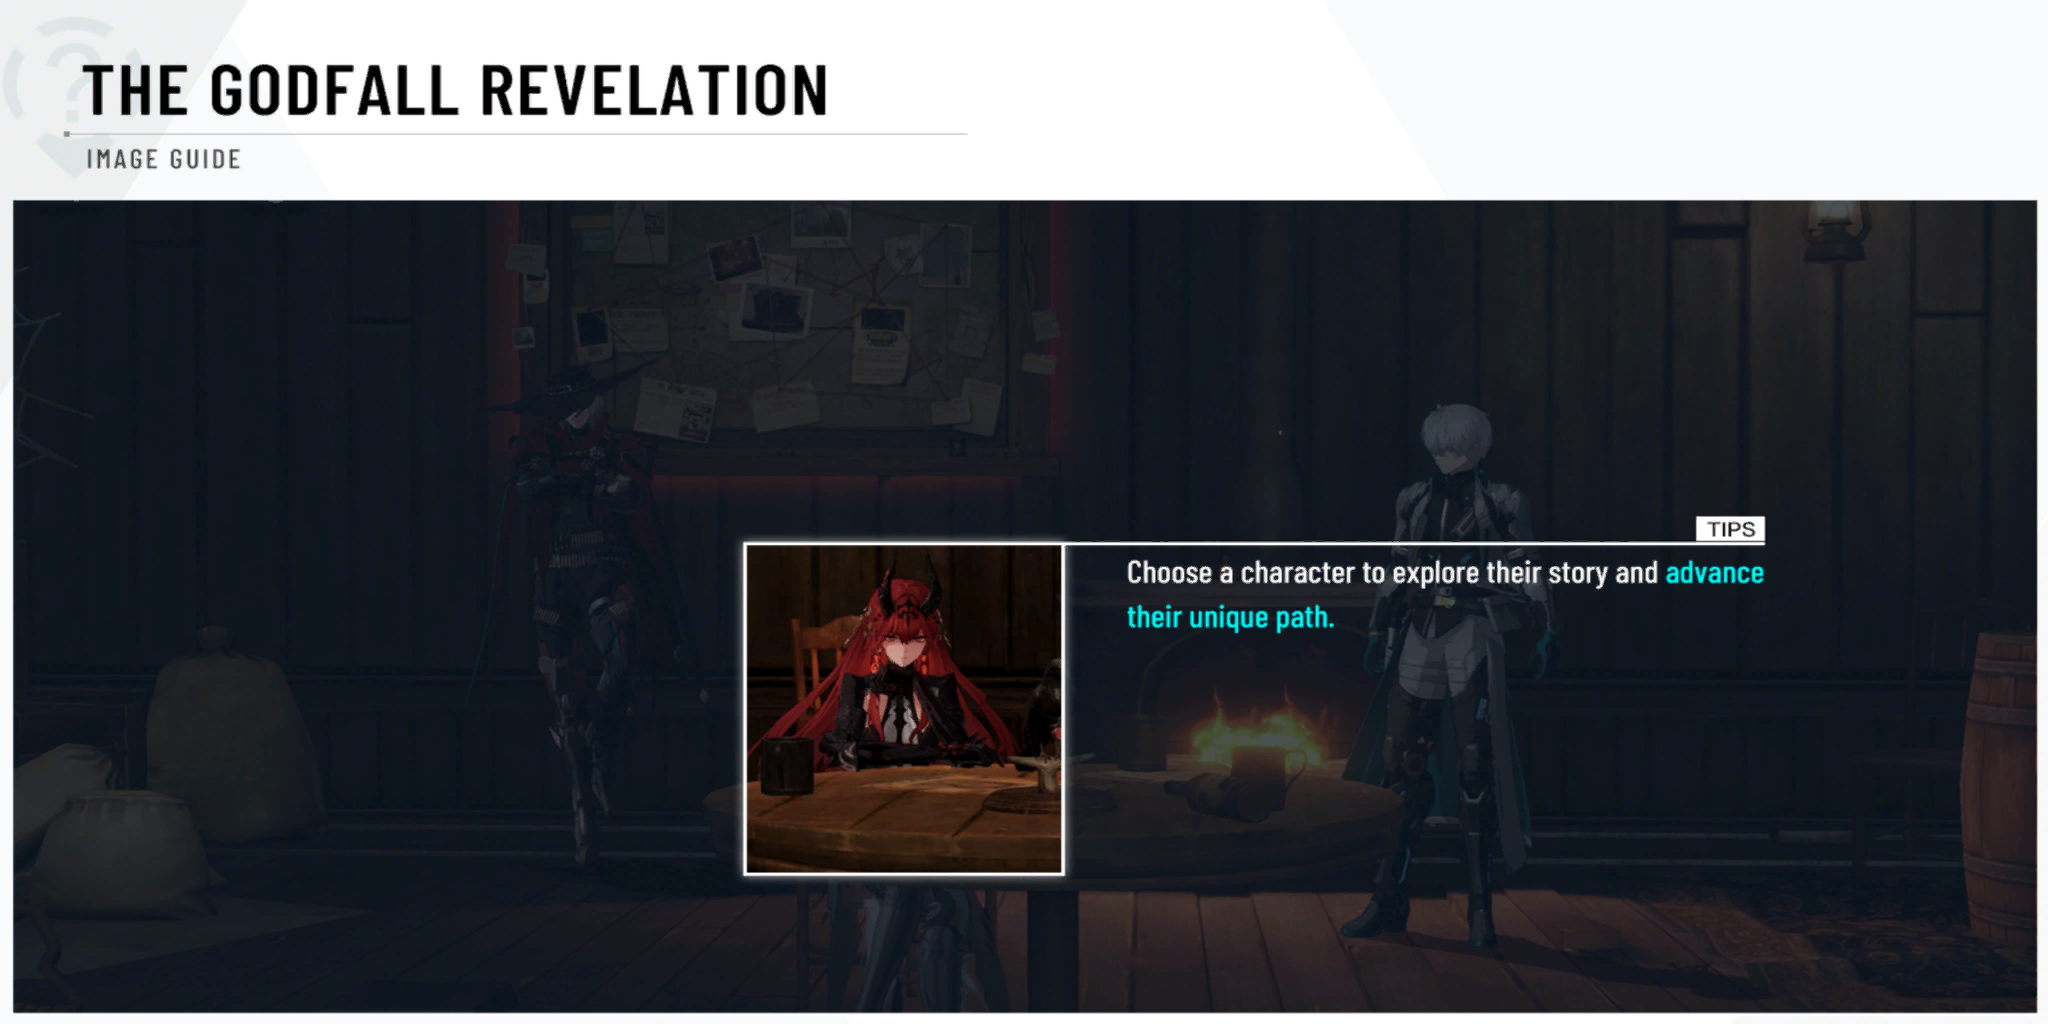 THE GODFALL REVELATION
IMAGE GUIDE
TIPS
Choose a character to explore their story and advance
their unique path.